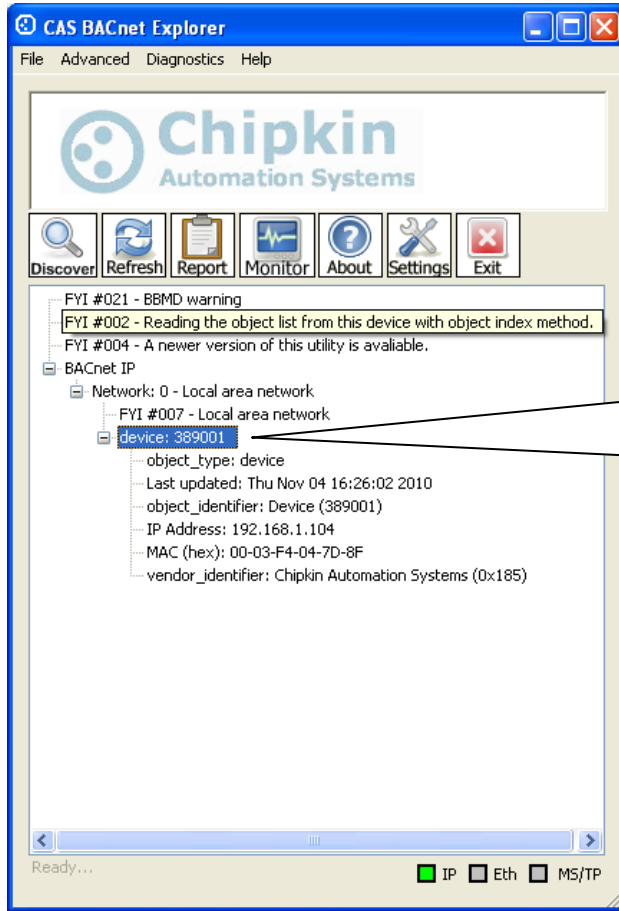 CAS BACnet Explorer
File Advanced Diagnostics Help
Chipkin
Automation Systems
Discover Refresh Report Monitor About Settings Exit
FYI #021 - BBMD warning
FYI #002 - Reading the object list from this device with object index method.
FYI #004 - A newer version of this utility is avaliable.
BACnet IP
Network: 0 - Local area network
FYI #007 - Local area network
device: 389001
object_type: device
Last updated: Thu Nov 04 16:26:02 2010
object_identifier: Device (389001)
IP Address: 192.168.1.104
MAC (hex): 00-03-F4-04-7D-8F
vendor_identifier: Chipkin Automation Systems (0x185)
Ready... IP Eth MS/TP